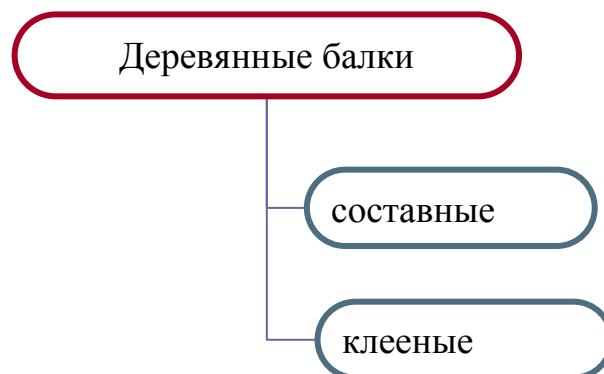 Деревянные балки
составные
клееные